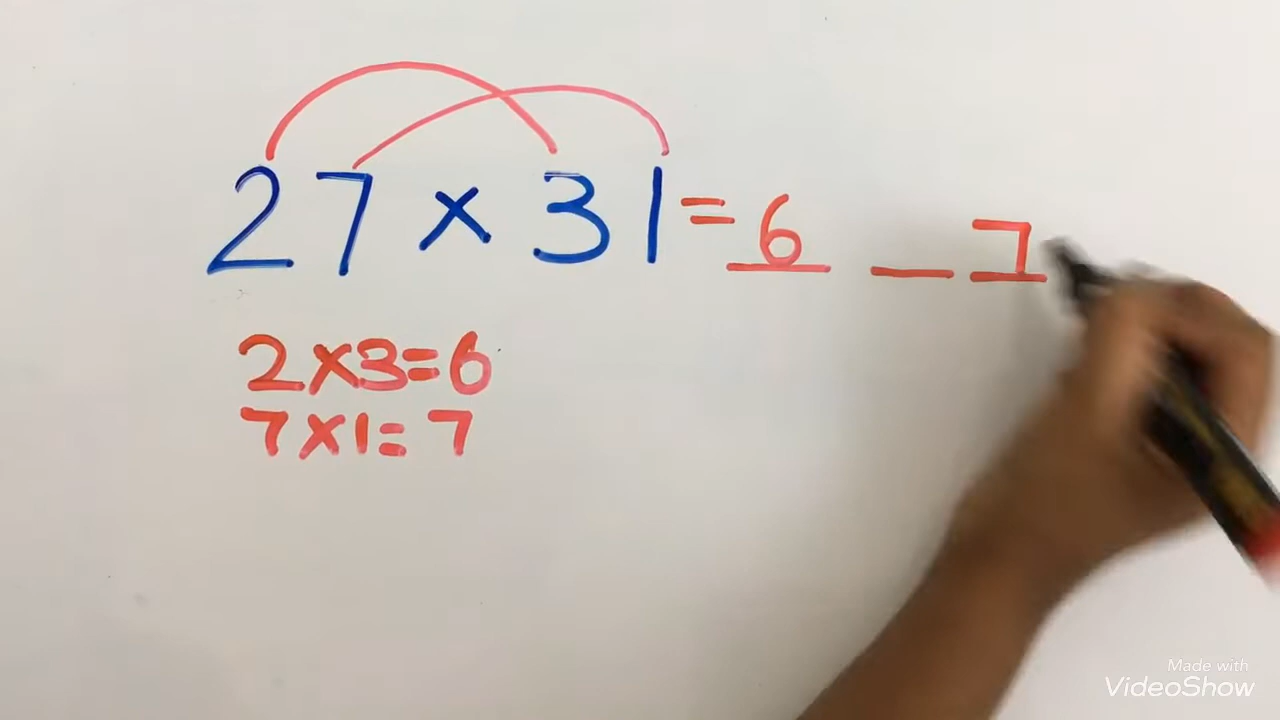 27 × 31 = 6 _ 7
2×3=6
7×1=7
Made with
VideoShow